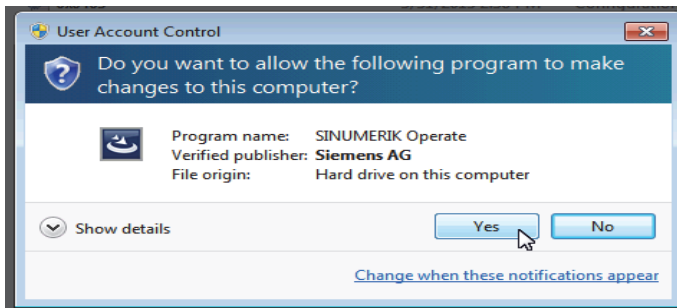 User Account Control
Do you want to allow the following program to make
changes to this computer?
Program name: SINUMERIK Operate
Verified publisher: Siemens AG
File origin: Hard drive on this computer
Show details
Yes
No
Change when these notifications appear